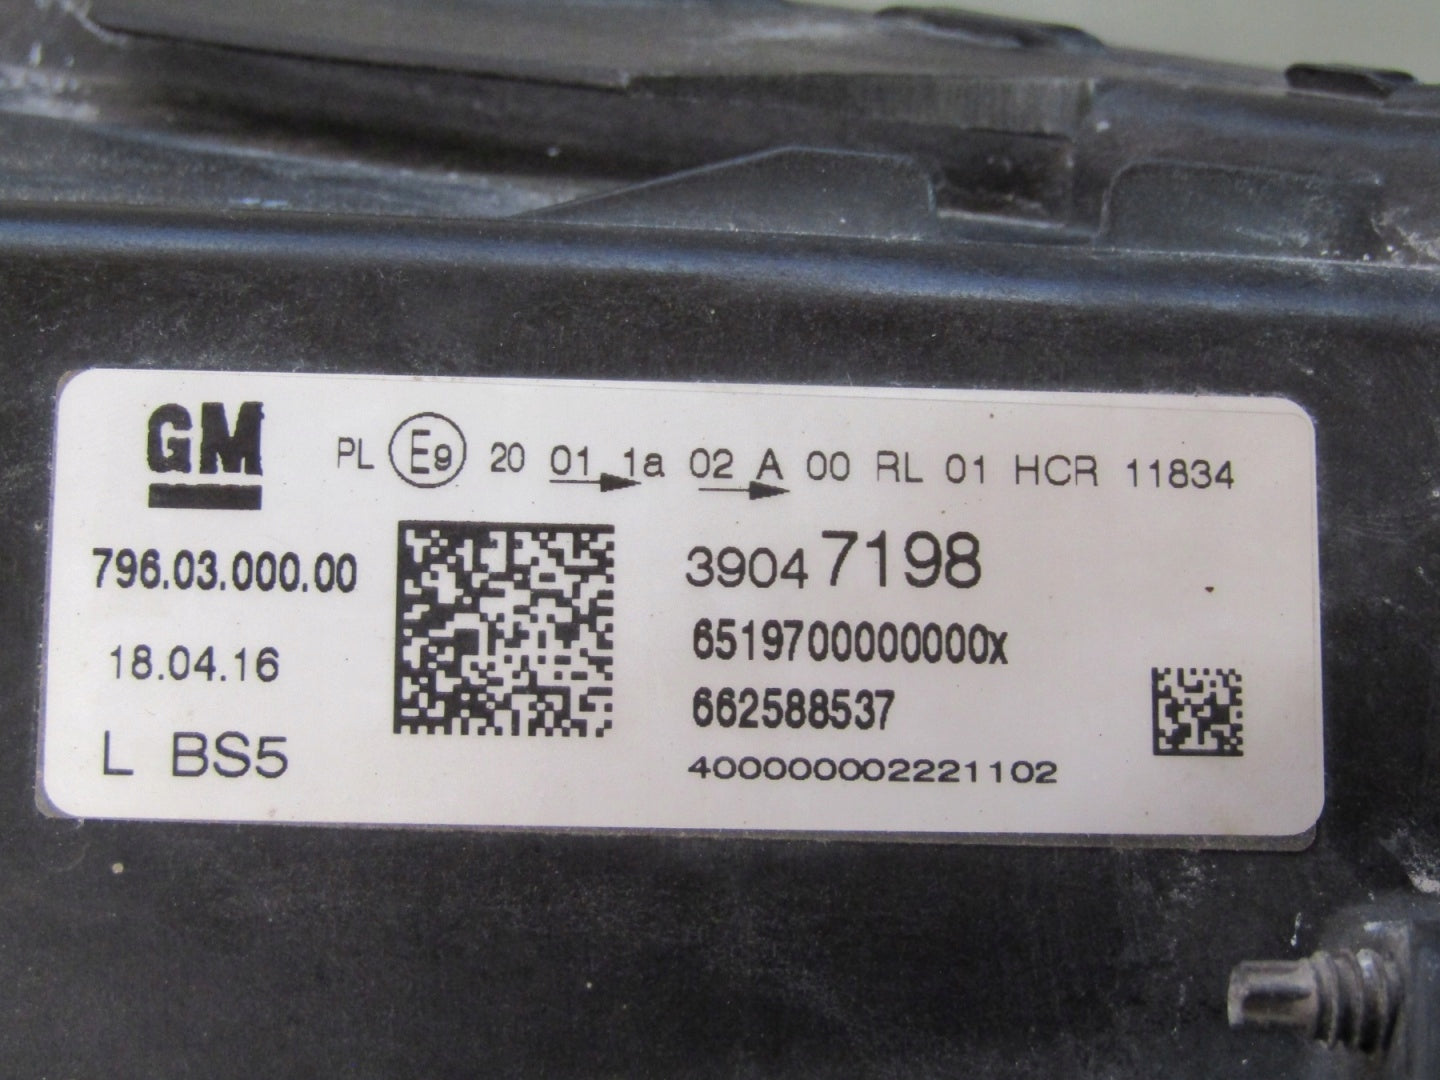 GM
PL E9 20 01 1a 02 A 00 RL 01 HCR 11834
796.03.000.00
39047198
6519700000000x
18.04.16
662588537
L BS5
400000002221102